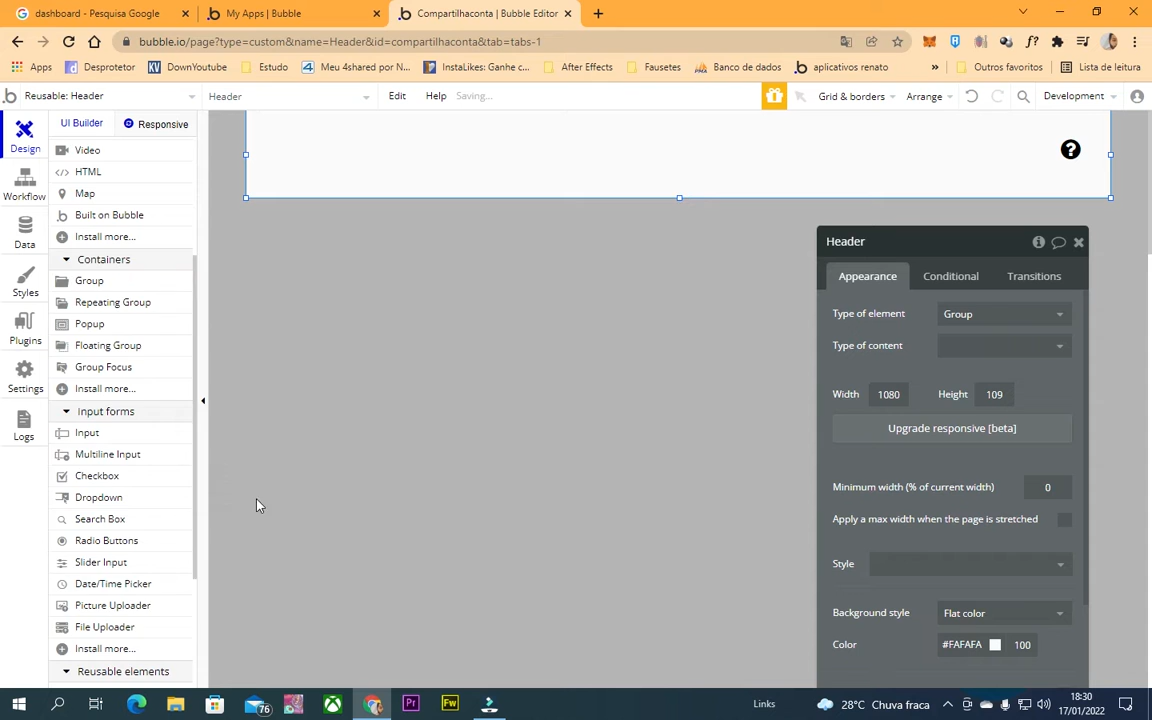 dashboard - Pesquisa Google
My Apps | Bubble
Compartilhaconta | Bubble Editor
bubble.io/page?type=custom&name=Header&id=compartilhaconta&tab=tabs-1
Apps
Desprotetor
DownYoutube
Estudo
Meu 4shared por N...
InstaLikes: Ganhe c...
After Effects
Fausetes
Banco de dados
aplicativos renato
»
Outros favoritos
Lista de leitura
Reusable: Header
Header
Edit
Help
Saving...
Grid & borders
Arrange
Development
UI Builder
Responsive
Design
Workflow
Data
Styles
Plugins
Settings
Logs
Video
HTML
Map
Built on Bubble
Install more...
Containers
Group
Repeating Group
Popup
Floating Group
Group Focus
Install more...
Input forms
Input
Multiline Input
Checkbox
Dropdown
Search Box
Radio Buttons
Slider Input
Date/Time Picker
Picture Uploader
File Uploader
Install more...
Reusable elements
Header
Appearance
Conditional
Transitions
Type of element
Group
Type of content
Width
1080
Height
109
Upgrade responsive [beta]
Minimum width (% of current width)
0
Apply a max width when the page is stretched
Style
Background style
Flat color
Color
#FAFAFA
100
76
Links
28°C Chuva fraca
18:30
17/01/2022